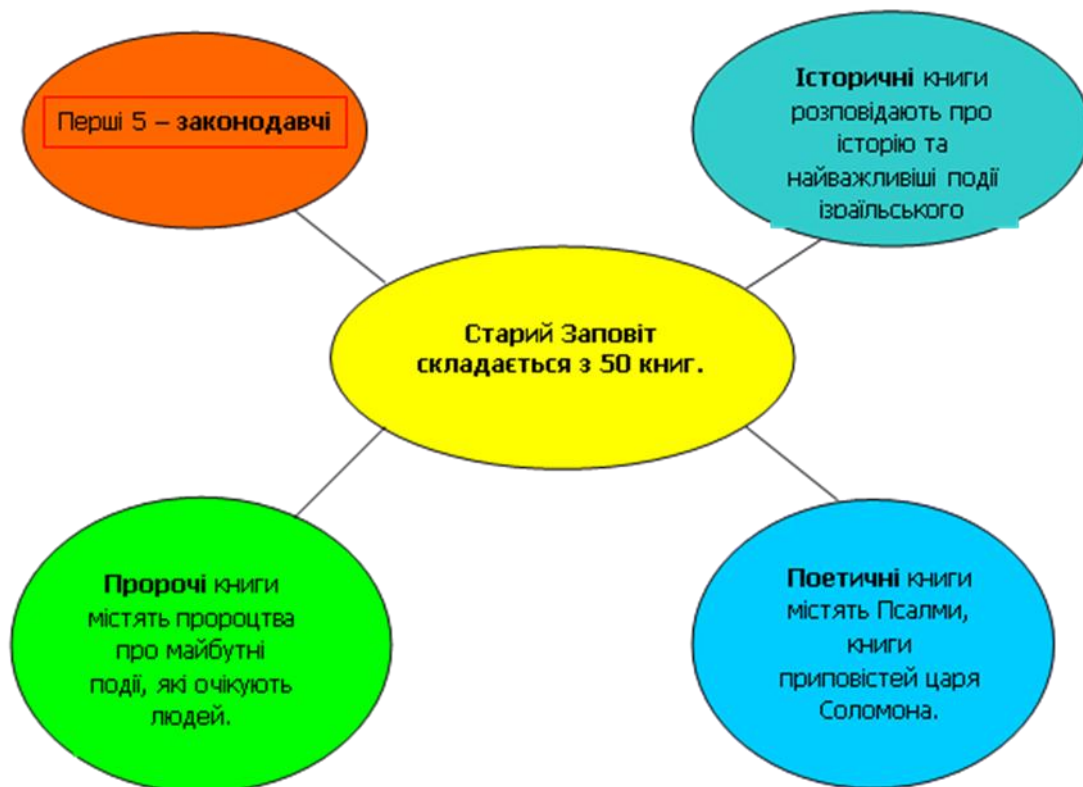 Перші 5 – законодавчі
Історичні книги
розповідають про
історію та
найважливіші події
ізраїльського
Старий Заповіт
складається з 50 книг.
Пророчі книги
містять пророцтва
про майбутні
події, які очікують
людей.
Поетичні книги
містять Псалми,
книги
приповістей царя
Соломона.